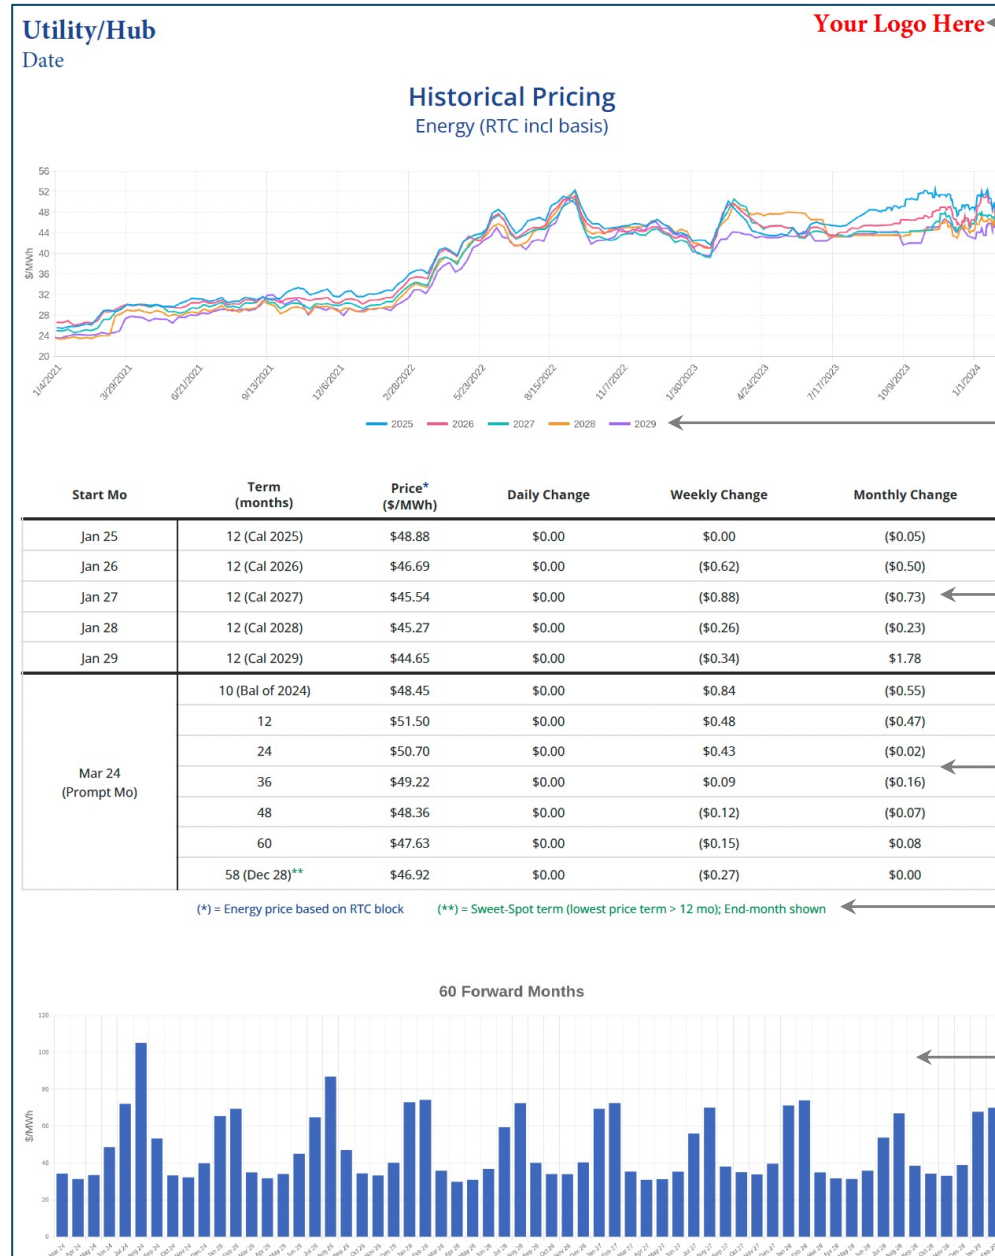 Utility/Hub
Your Logo Here
Date
Historical Pricing
Energy (RTC incl basis)
56
52
48
44
40
36
32
28
24
20
$/MWh
1/4/2021
3/29/2021
6/21/2021
9/13/2021
12/6/2021
2/28/2022
5/23/2022
8/15/2022
11/7/2022
1/30/2023
4/24/2023
7/17/2023
10/9/2023
1/1/2024
2025 2026 2027 2028 2029
Start Mo Term (months) Price* ($/MWh) Daily Change Weekly Change Monthly Change
Jan 25 12 (Cal 2025) $48.88 $0.00 $0.00 ($0.05)
Jan 26 12 (Cal 2026) $46.69 $0.00 ($0.62) ($0.50)
Jan 27 12 (Cal 2027) $45.54 $0.00 ($0.88) ($0.73)
Jan 28 12 (Cal 2028) $45.27 $0.00 ($0.26) ($0.23)
Jan 29 12 (Cal 2029) $44.65 $0.00 ($0.34) $1.78
Mar 24
(Prompt Mo)
10 (Bal of 2024) $48.45 $0.00 $0.84 ($0.55)
12 $51.50 $0.00 $0.48 ($0.47)
24 $50.70 $0.00 $0.43 ($0.02)
36 $49.22 $0.00 $0.09 ($0.16)
48 $48.36 $0.00 ($0.12) ($0.07)
60 $47.63 $0.00 ($0.15) $0.08
58 (Dec 28)** $46.92 $0.00 ($0.27) $0.00
(*) = Energy price based on RTC block (**) = Sweet-Spot term (lowest price term > 12 mo); End-month shown
60 Forward Months
120
100
80
60
40
20
0
$/MWh